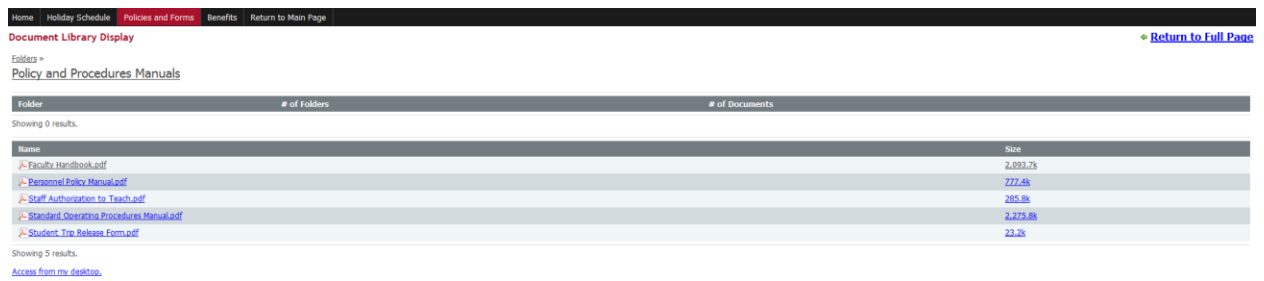 Home Holiday Schedule Policies and Forms Benefits Return to Main Page
Document Library Display Return to Full Page
Folders >
Policy and Procedures Manuals
Folder # of Folders # of Documents
Showing 0 results.
Name Size
Faculty Handbook.pdf 2,093.7k
Personnel Policy Manual.pdf 777.4k
Staff Authorization to Teach.pdf 285.8k
Standard Operating Procedures Manual.pdf 2,275.8k
Student Trip Release Form.pdf 23.2k
Showing 5 results.
Access from my desktop.